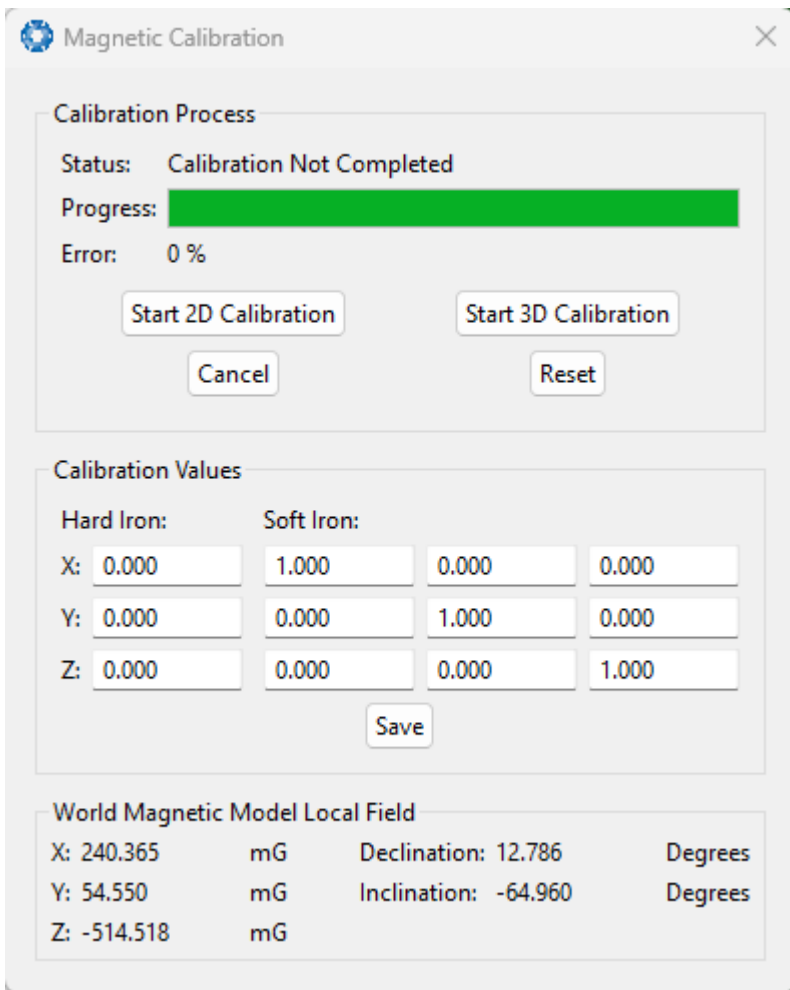 Magnetic Calibration
Calibration Process
Status: Calibration Not Completed
Progress:
Error: 0 %
Start 2D Calibration Start 3D Calibration
Cancel Reset
Calibration Values
Hard Iron: Soft Iron:
X: 0.000 1.000 0.000 0.000
Y: 0.000 0.000 1.000 0.000
Z: 0.000 0.000 0.000 1.000
Save
World Magnetic Model Local Field
X: 240.365 mG Declination: 12.786 Degrees
Y: 54.550 mG Inclination: -64.960 Degrees
Z: -514.518 mG